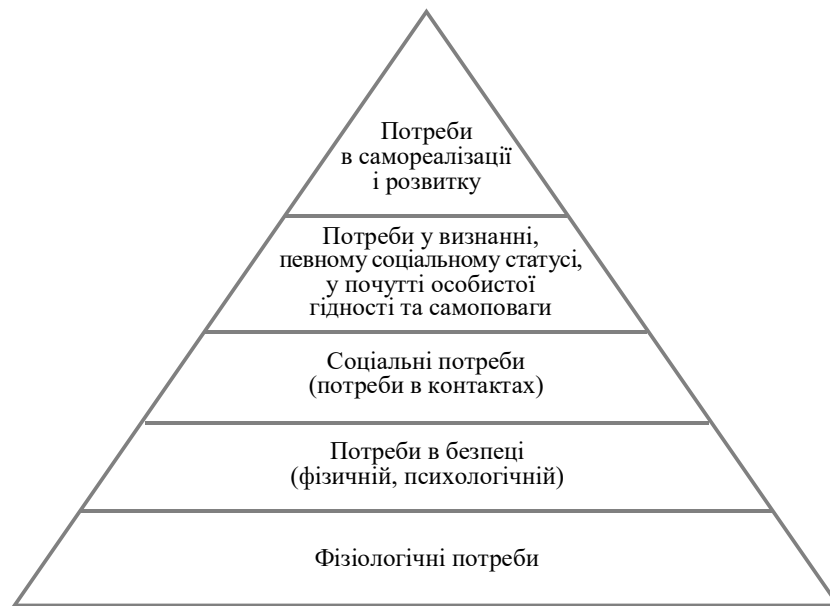 Потреби
в самореалізації
і розвитку
Потреби у визнанні,
певному соціальному статусі,
у почутті особистої
гідності та самоповаги
Соціальні потреби
(потреби в контактах)
Потреби в безпеці
(фізичній, психологічній)
Фізіологічні потреби